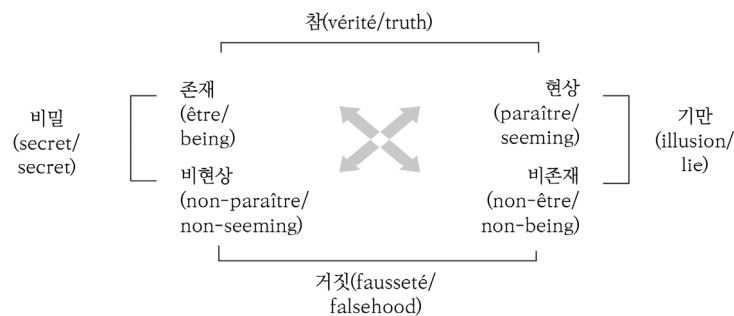 참(vérité/truth)
존재
(être/
being)
현상
(paraître/
seeming)
비밀
(secret/
secret)
기만
(illusion/
lie)
비현상
(non-paraître/
non-seeming)
비존재
(non-être/
non-being)
거짓(fausseté/
falsehood)